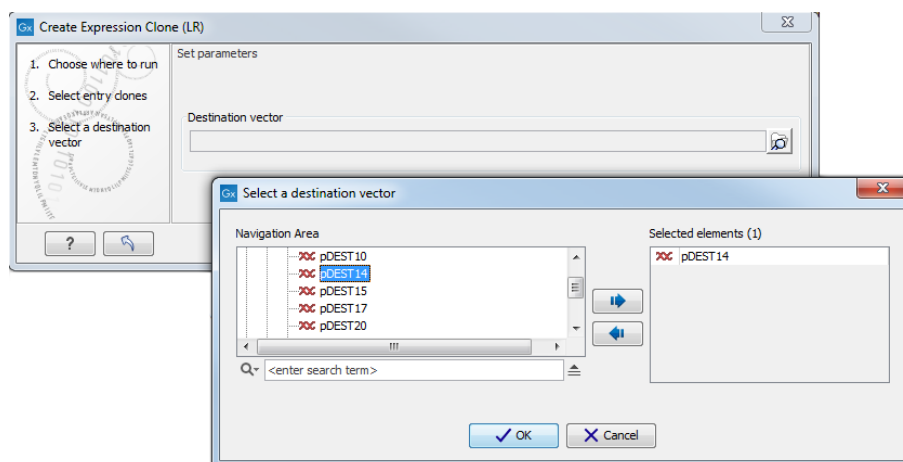 Gx Create Expression Clone (LR)
1. Choose where to run
2. Select entry clones
3. Select a destination
vector
Set parameters
Destination vector
?
Gx Select a destination vector
Navigation Area
pDEST10
pDEST14
pDEST15
pDEST17
pDEST20
<enter search term>
Selected elements (1)
pDEST14
OK
Cancel